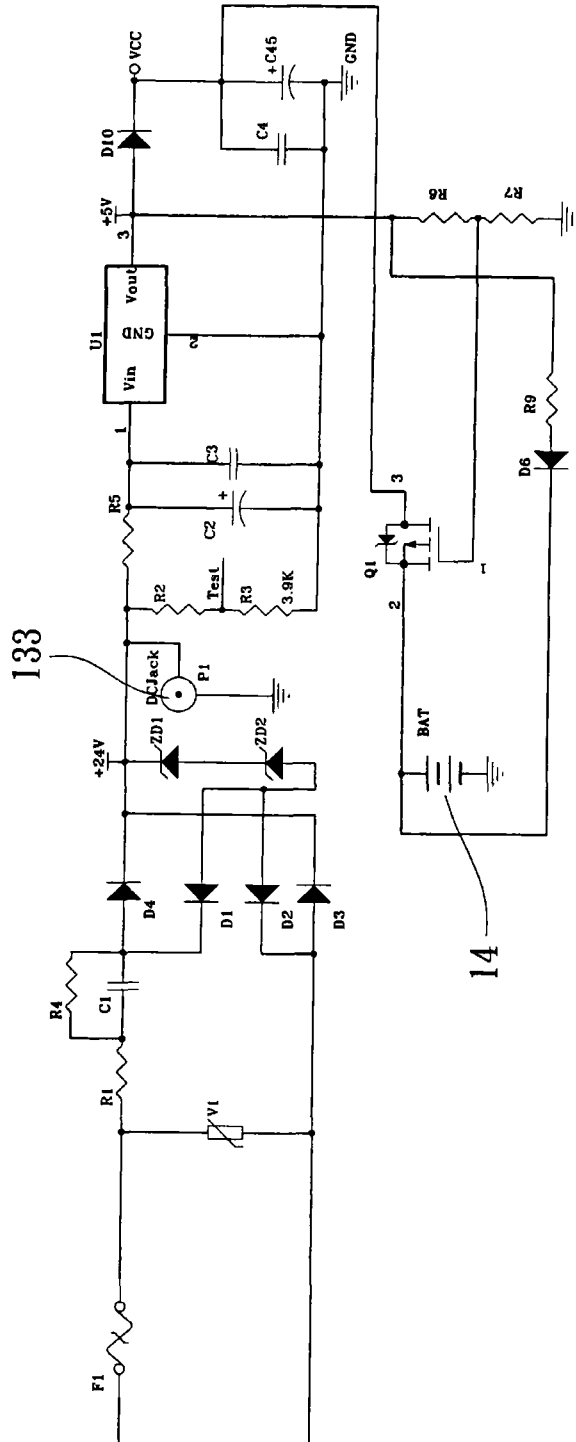 F1
V1
R1
R4
C1
D4
D1
D2
D3
+24V
ZD1
ZD2
133
DCJack
P1
R2
Test
R3
3.9K
R5
C2
+
C3
1
Vin
U1
GND
2
Vout
3
+5V
D10
VCC
C4
+C45
GND
14
BAT
2
Q1
3
1
D6
R9
R6
R7